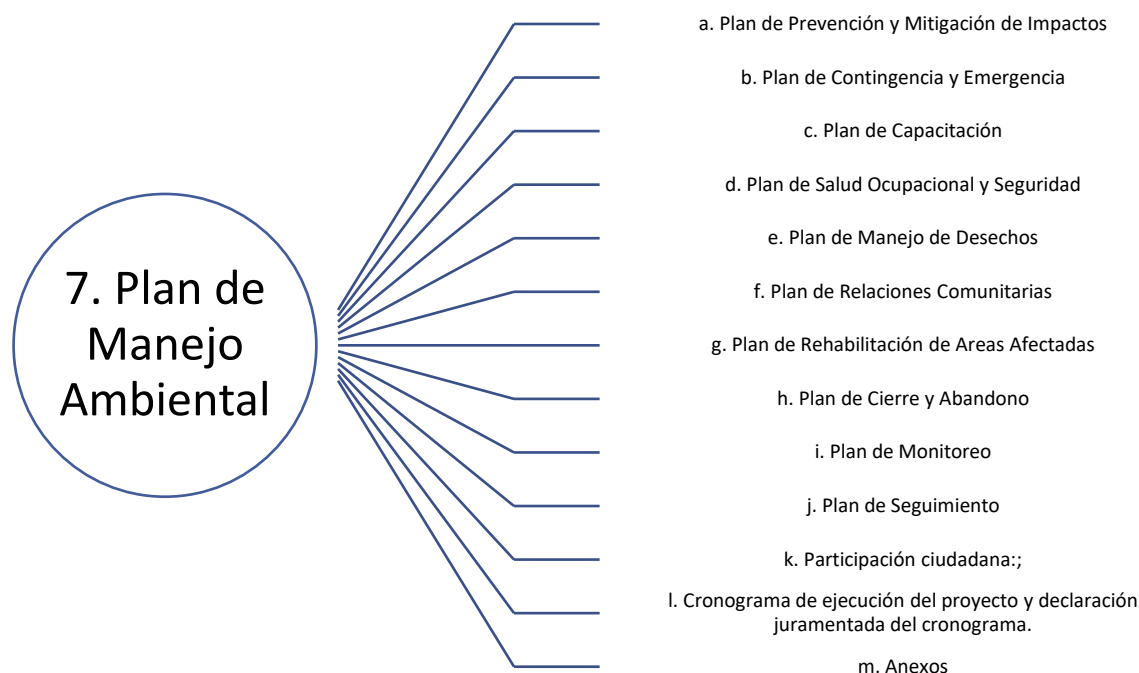 7. Plan de
Manejo
Ambiental
a. Plan de Prevención y Mitigación de Impactos
b. Plan de Contingencia y Emergencia
c. Plan de Capacitación
d. Plan de Salud Ocupacional y Seguridad
e. Plan de Manejo de Desechos
f. Plan de Relaciones Comunitarias
g. Plan de Rehabilitación de Areas Afectadas
h. Plan de Cierre y Abandono
i. Plan de Monitoreo
j. Plan de Seguimiento
k. Participación ciudadana:;
l. Cronograma de ejecución del proyecto y declaración
juramentada del cronograma.
m. Anexos